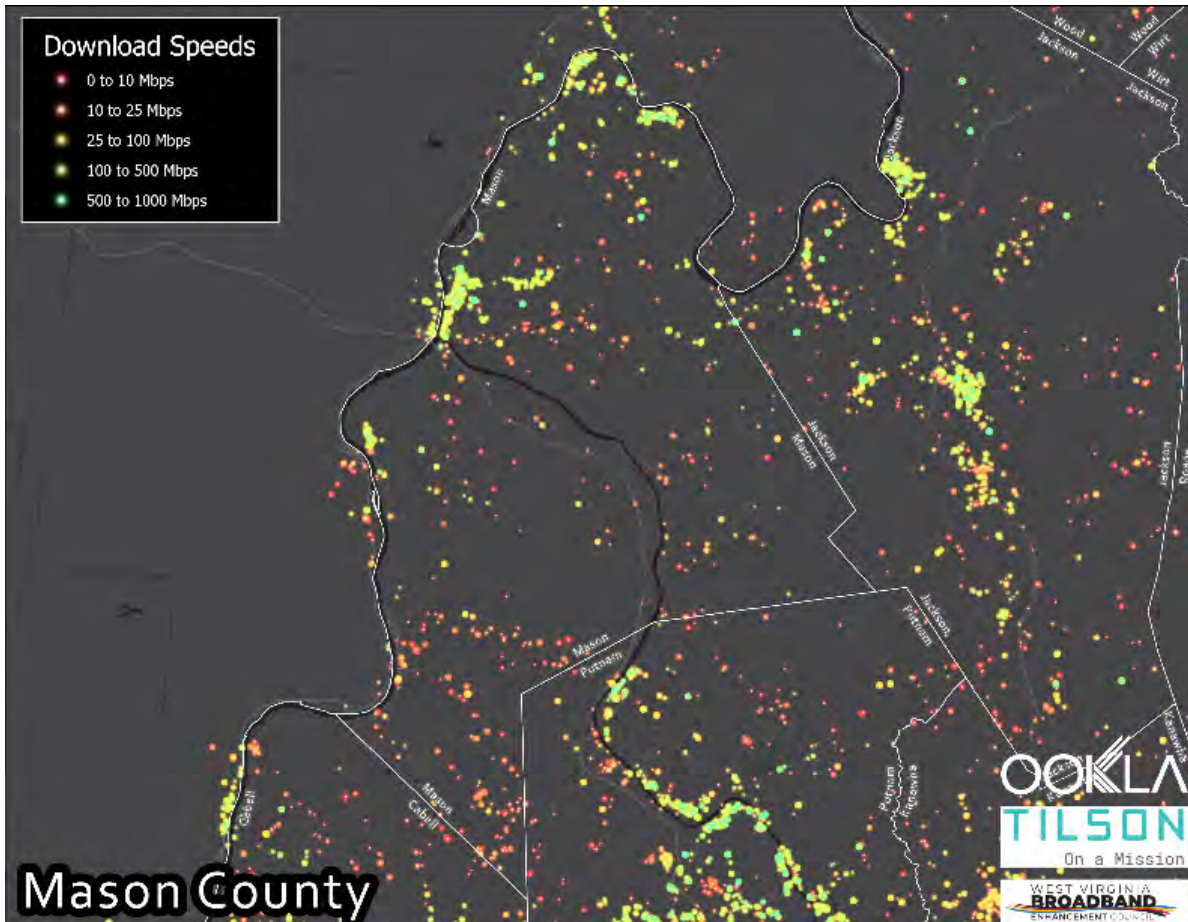 Download Speeds
0 to 10 Mbps
10 to 25 Mbps
25 to 100 Mbps
100 to 500 Mbps
500 to 1000 Mbps
Wood
Jackson
Wood
Wirt
Wirt
Jackson
Jackson
Mason
Jackson
Mason
Jackson
Mason
Putnam
Jackson
Putnam
Kanawha
Putnam
Kanawha
Mason
Cabell
Cabell
OOKLA
TILSON
On a Mission
WEST VIRGINIA
BROADBAND
ENHANCEMENT COUNCIL
Mason County